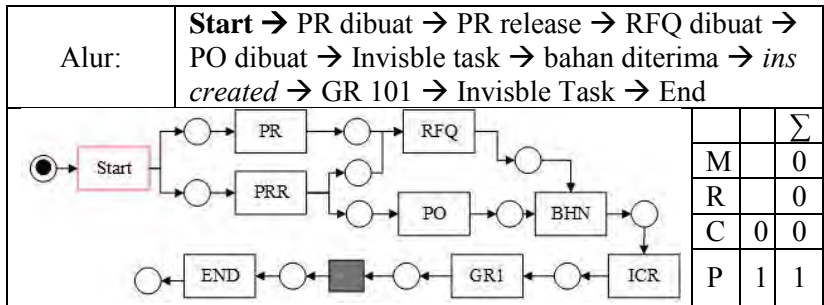 Alur:
Start → PR dibuat → PR release → RFQ dibuat →
PO dibuat → Invisble task → bahan diterima → ins
created → GR 101 → Invisble Task → End
Start
PR
RFQ
PRR
PO
BHN
END
GR1
ICR
∑
M 0
R 0
C 0 0
P 1 1